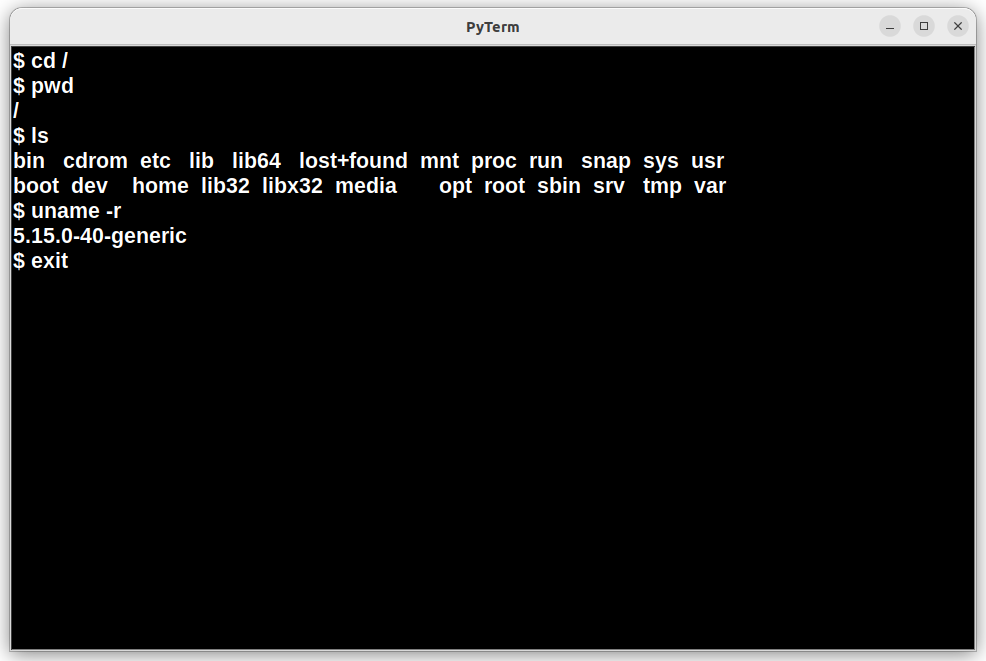 PyTerm
$ cd /
$ pwd
/
$ ls
bin   cdrom  etc   lib   lib64   lost+found  mnt  proc  run   snap  sys  usr
boot  dev    home  lib32  libx32  media       opt  root  sbin  srv   tmp  var
$ uname -r
5.15.0-40-generic
$ exit